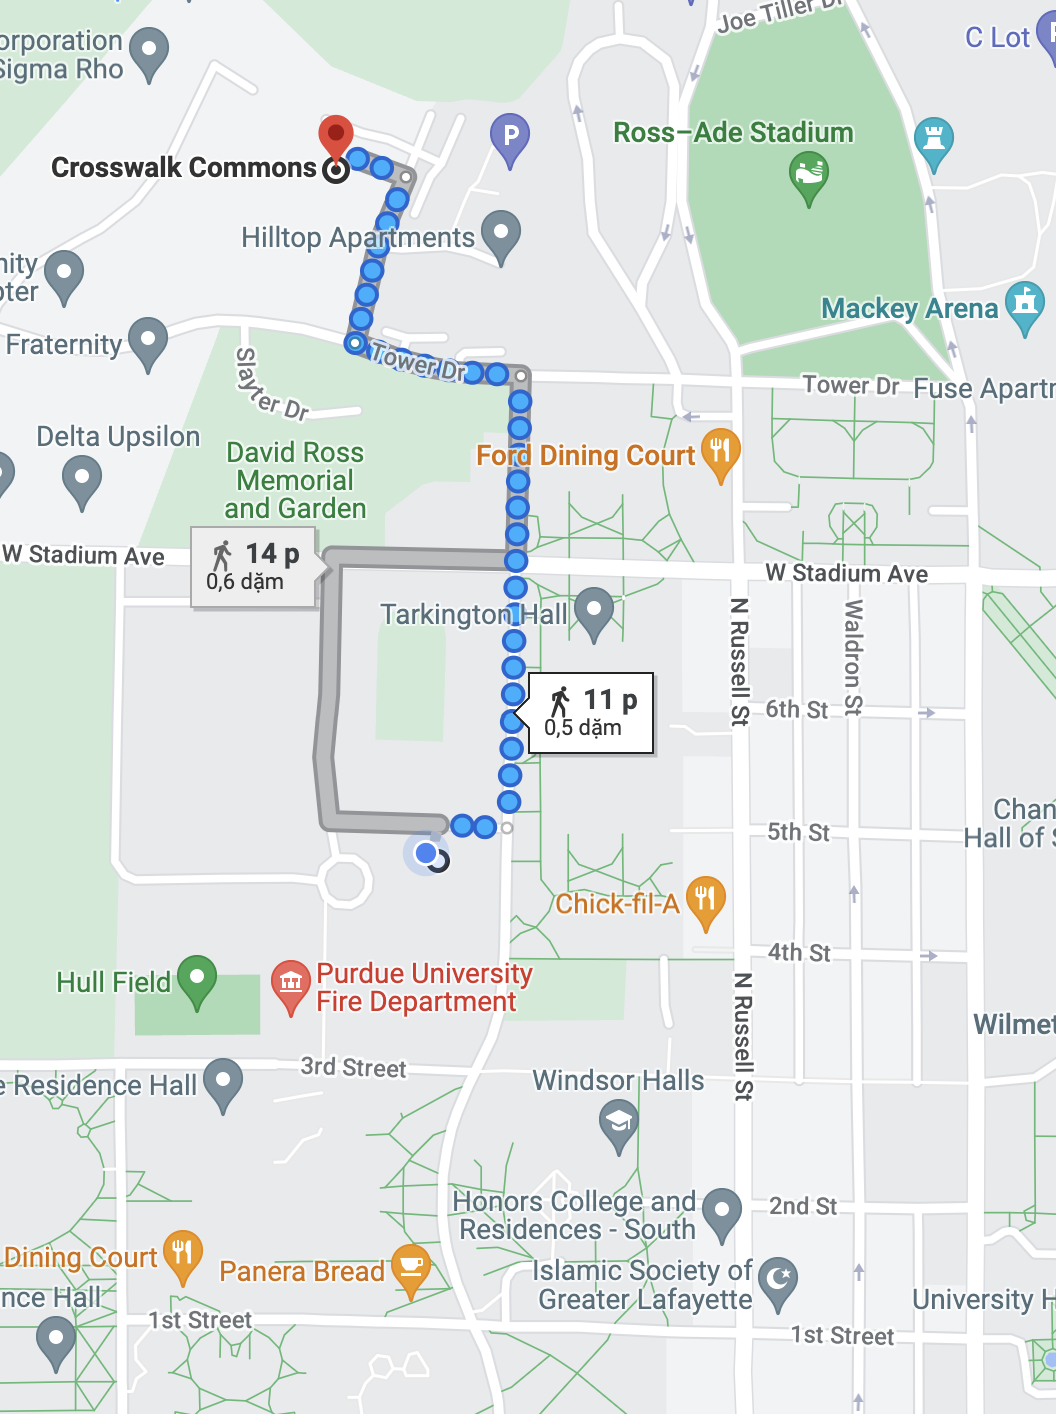 Joe Tiller Dr
orporation
Sigma Rho
C Lot
P
P
Ross–Ade Stadium
Crosswalk Commons
Hilltop Apartments
nity
pter
Mackey Arena
Fraternity
Tower Dr
Slayter Dr
Tower Dr
Fuse Apartr
Delta Upsilon
David Ross
Memorial
and Garden
Ford Dining Court
W Stadium Ave
14 p
0,6 dặm
W Stadium Ave
Tarkington Hall
N Russell St
Waldron St
11 p
0,5 dặm
6th St
5th St
Chan
Hall of S
Chick-fil-A
4th St
Hull Field
Purdue University
Fire Department
N Russell St
Wilmet
3rd Street
e Residence Hall
Windsor Halls
Honors College and
Residences - South
2nd St
Dining Court
Panera Bread
Islamic Society of
Greater Lafayette
nce Hall
University H
1st Street
1st Street